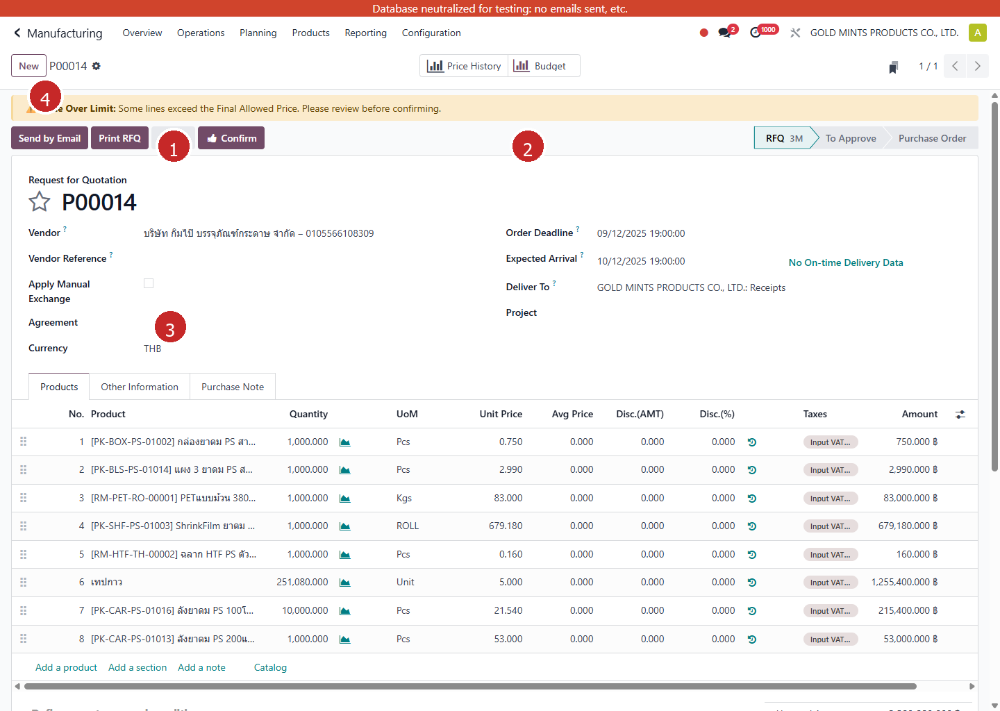 Database neutralized for testing: no emails sent, etc.
Manufacturing Overview Operations Planning Products Reporting Configuration 2 1000 GOLD MINTS PRODUCTS CO., LTD. A
New P00014 Price History Budget 1 / 1
4
Over Limit: Some lines exceed the Final Allowed Price. Please review before confirming.
Send by Email Print RFQ 1 Confirm 2 RFQ 3M To Approve Purchase Order
Request for Quotation
P00014
Vendor ? บริษัท กิมไป๊ บรรจุภัณฑ์กระดาษ จำกัด – 0105566108309 Order Deadline ? 09/12/2025 19:00:00
Vendor Reference ? Expected Arrival ? 10/12/2025 19:00:00 No On-time Delivery Data
Apply Manual Exchange Deliver To ? GOLD MINTS PRODUCTS CO., LTD.: Receipts
Project
Agreement 3
Currency THB
Products Other Information Purchase Note
No. Product Quantity UoM Unit Price Avg Price Disc.(AMT) Disc.(%) Taxes Amount
1 [PK-BOX-PS-01002] กล่องยาดม PS สา... 1,000.000 Pcs 0.750 0.000 0.000 0.000 Input VAT... 750.000 ฿
2 [PK-BLS-PS-01014] แผง 3 ยาดม PS ส... 1,000.000 Pcs 2.990 0.000 0.000 0.000 Input VAT... 2,990.000 ฿
3 [RM-PET-RO-00001] PETแบบม้วน 380... 1,000.000 Kgs 83.000 0.000 0.000 0.000 Input VAT... 83,000.000 ฿
4 [PK-SHF-PS-01003] ShrinkFilm ยาดม ... 1,000.000 ROLL 679.180 0.000 0.000 0.000 Input VAT... 679,180.000 ฿
5 [RM-HTF-TH-00002] ฉลาก HTF PS ตัว... 1,000.000 Pcs 0.160 0.000 0.000 0.000 Input VAT... 160.000 ฿
6 เทปกาว 251,080.000 Unit 5.000 0.000 0.000 0.000 Input VAT... 1,255,400.000 ฿
7 [PK-CAR-PS-01016] ลังยาดม PS 100โ... 10,000.000 Pcs 21.540 0.000 0.000 0.000 Input VAT... 215,400.000 ฿
8 [PK-CAR-PS-01013] ลังยาดม PS 200แ... 1,000.000 Pcs 53.000 0.000 0.000 0.000 Input VAT... 53,000.000 ฿
Add a product Add a section Add a note Catalog